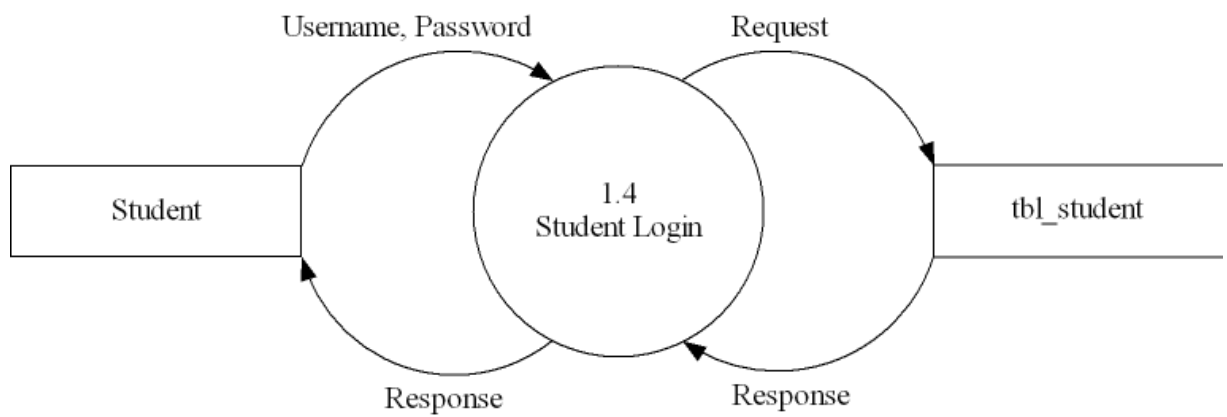 Username, Password
Request
Student
1.4
Student Login
tbl_student
Response
Response